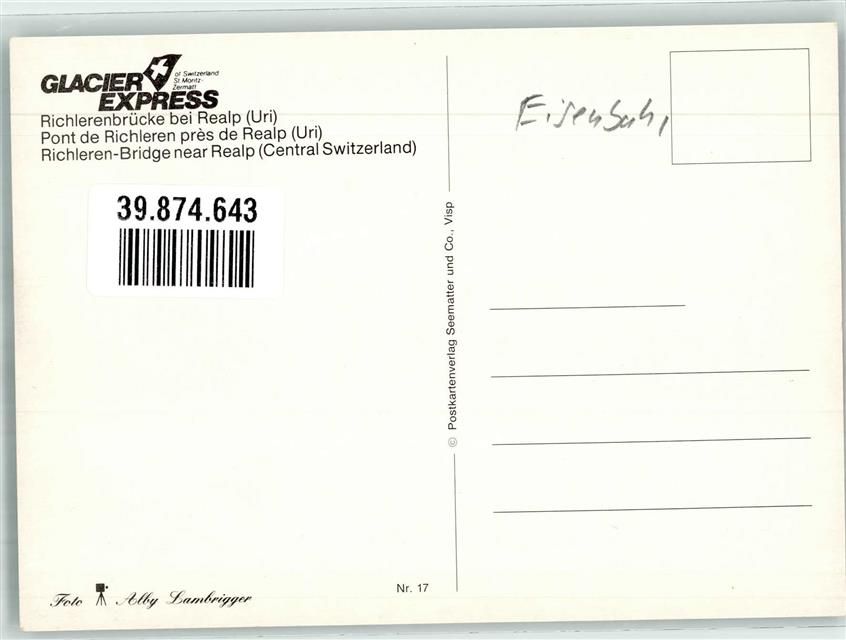 GLACIER
EXPRESS
of Switzerland
St. Moritz-
Zermatt
Richlerenbrücke bei Realp (Uri)
Pont de Richleren près de Realp (Uri)
Richleren-Bridge near Realp (Central Switzerland)
39.874.643
Eisenbahn
© Postkartenverlag Seematter und Co., Visp
Foto Alby Lambrigger
Nr. 17